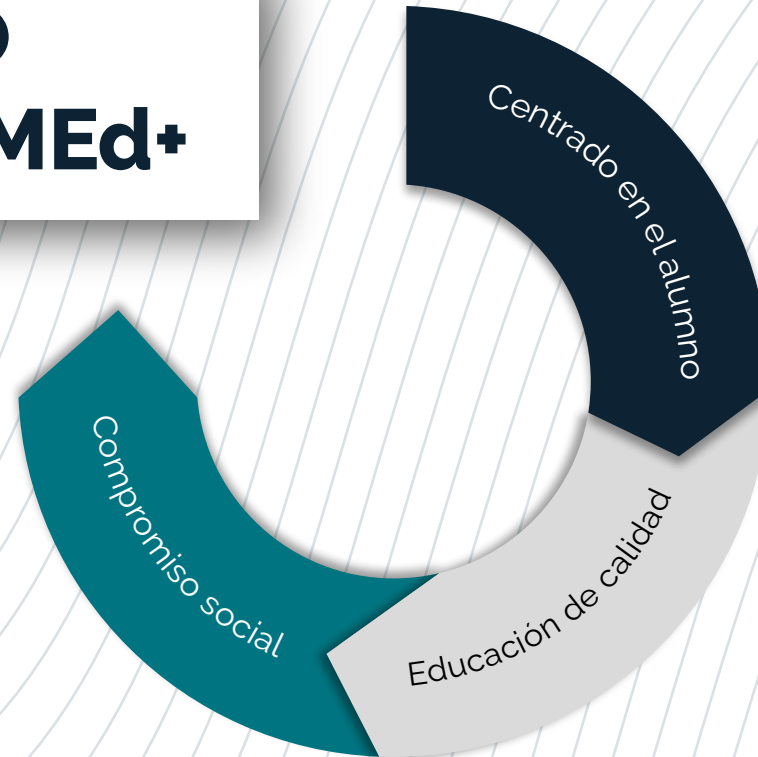 MEd+
Centrado en el alumno
Educación de calidad
Compromiso social